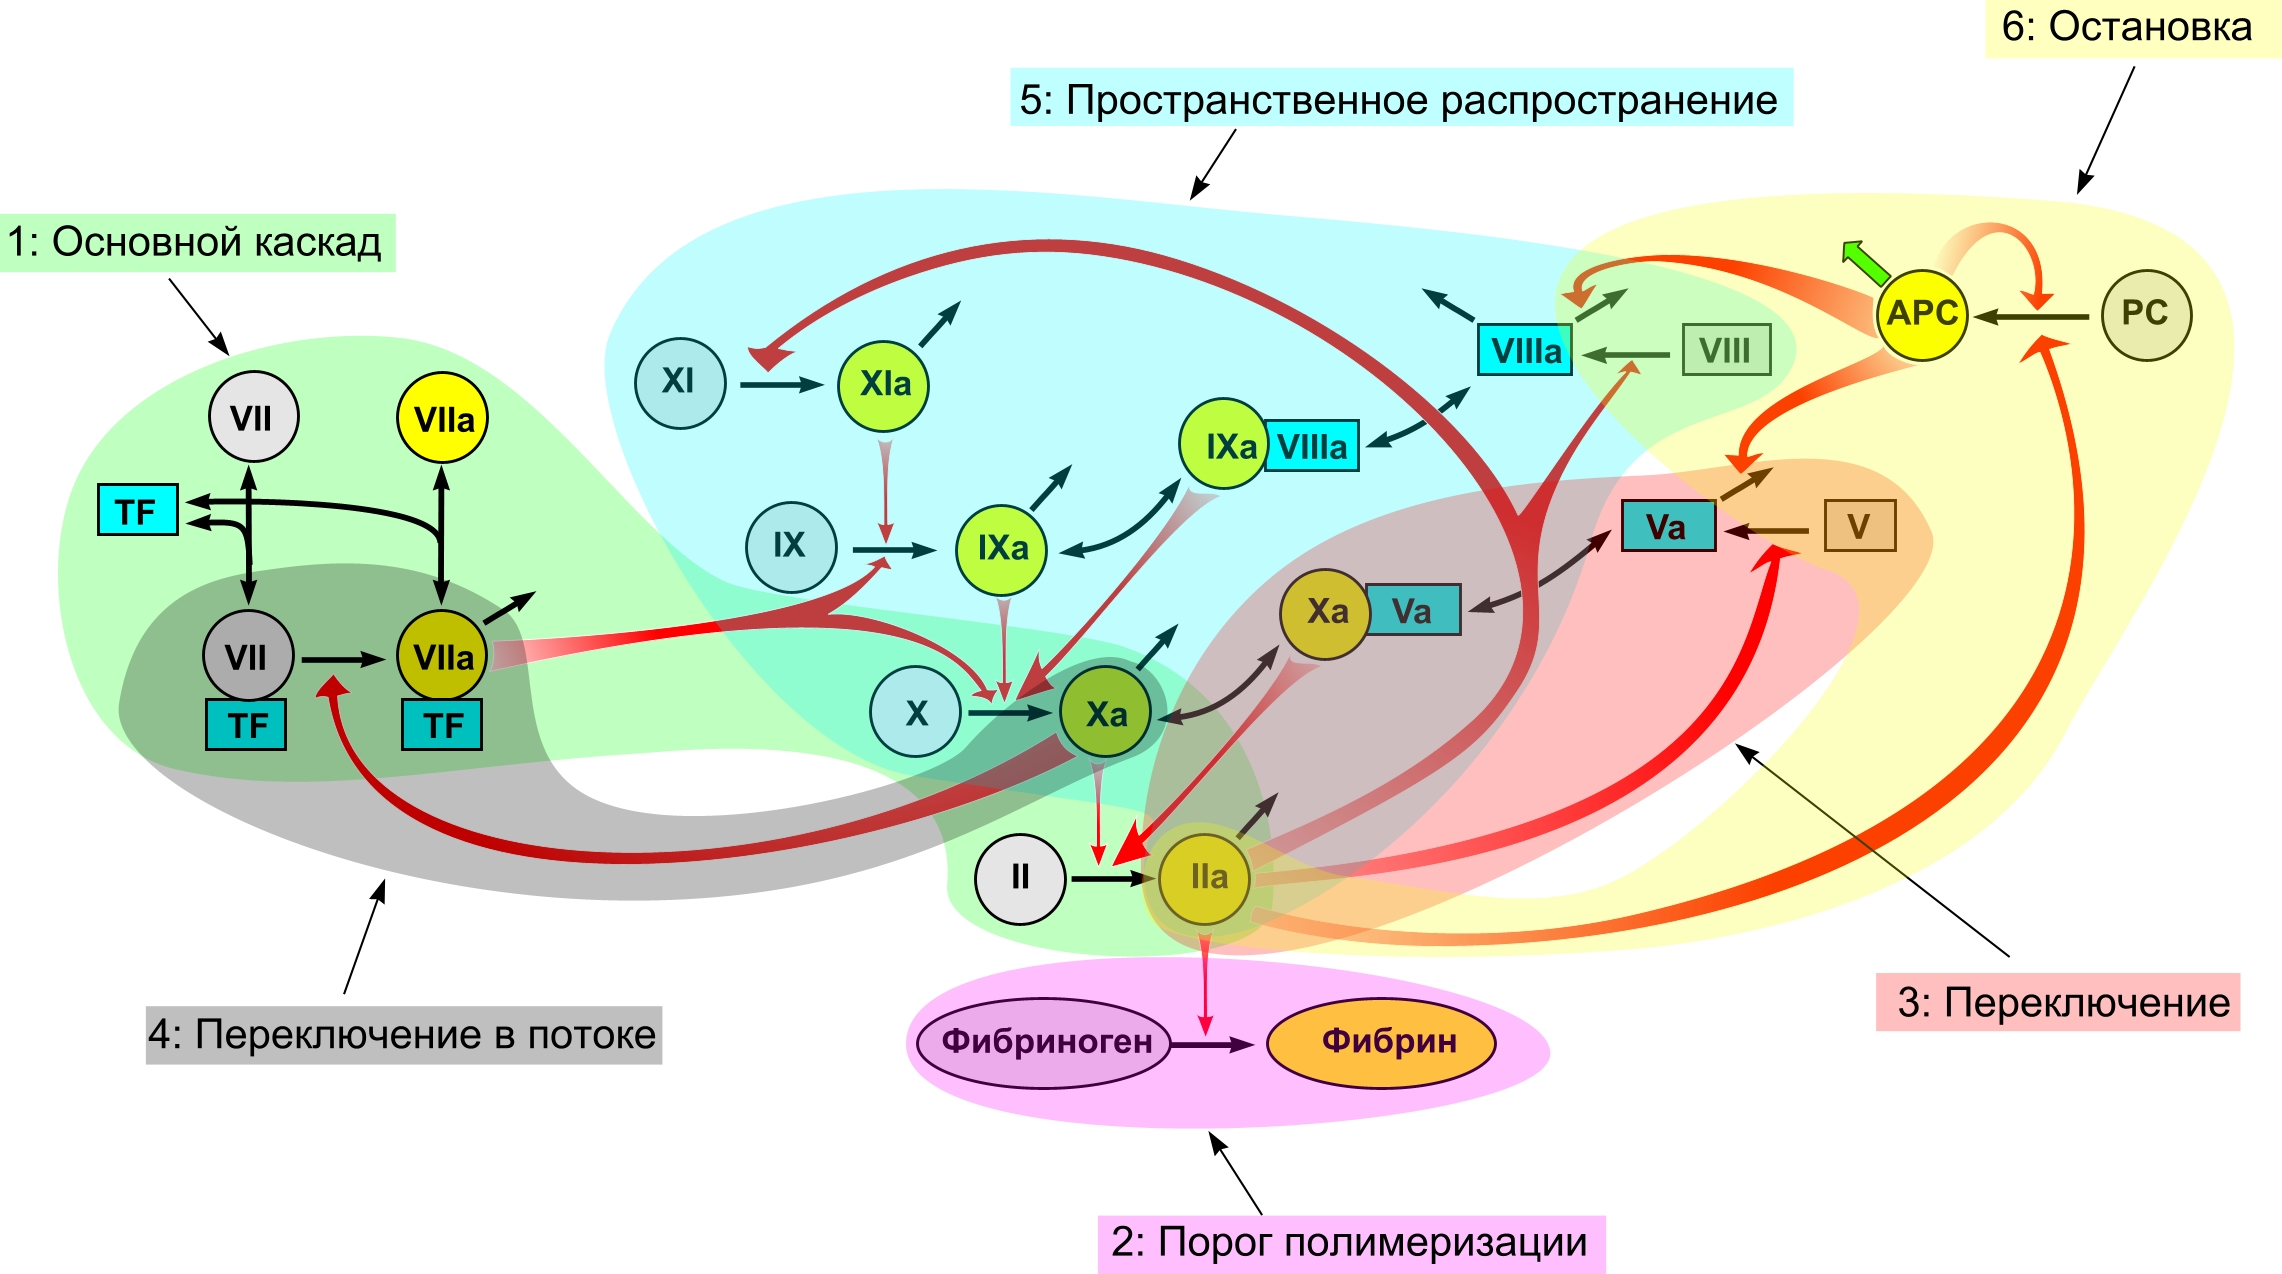 6: Остановка
5: Пространственное распространение
1: Основной каскад
APC
PC
VIIIa
VIII
XI
XIa
VII
VIIa
IXa
VIIIa
TF
IX
IXa
Va
V
Xa
Va
VII
VIIa
TF
TF
X
Xa
II
IIa
3: Переключение
4: Переключение в потоке
Фибриноген
Фибрин
2: Порог полимеризации